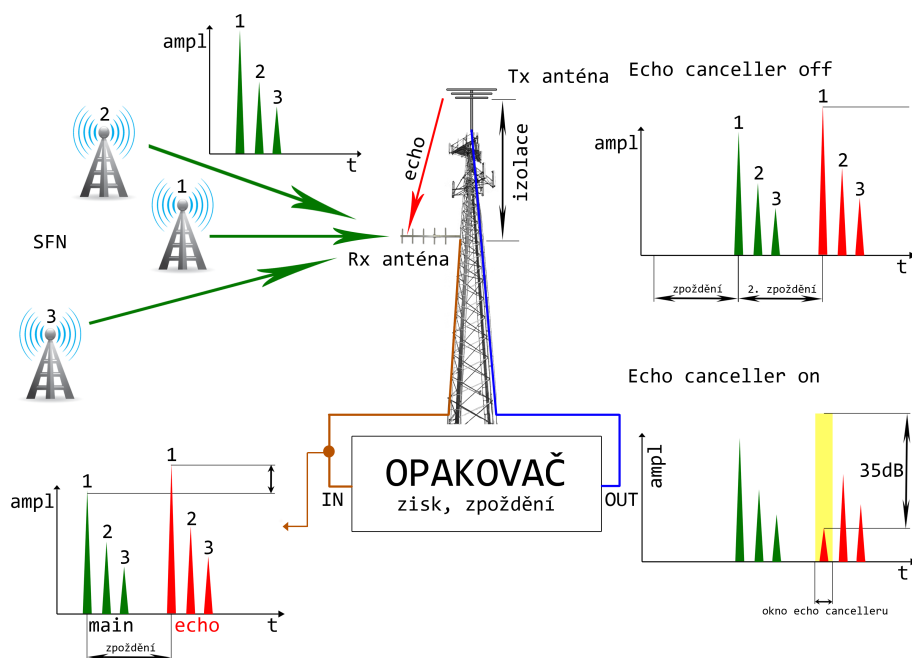 ampl
1
2
3
t
2
1
SFN
3
echo
Tx anténa
izolace
Rx anténa
Echo canceller off
ampl
1
2
3
1
2
3
t
zpoždění
2. zpoždění
Echo canceller on
ampl
35dB
t
okno echo cancelleru
OPAKOVAČ
zisk, zpoždění
IN
OUT
ampl
1
2
3
1
2
3
t
main
echo
zpoždění